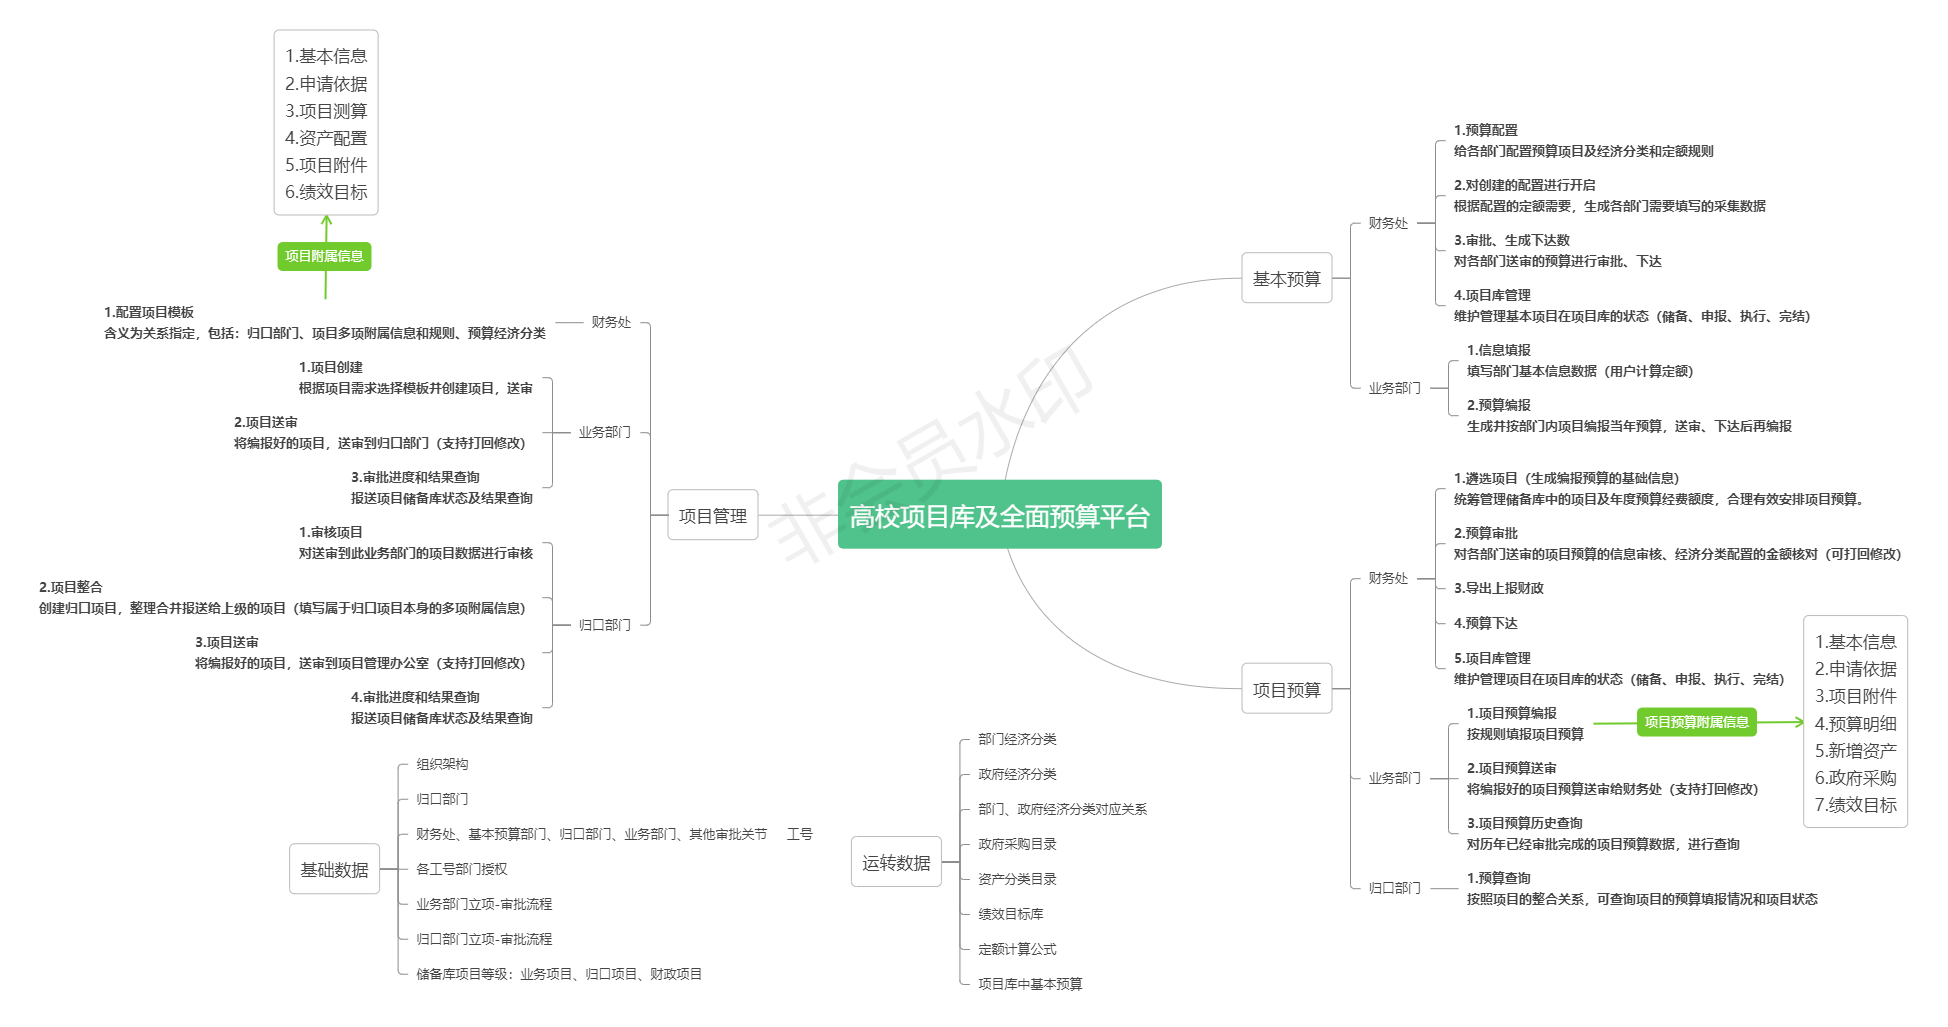 1.基本信息
2.申请依据
3.项目测算
4.资产配置
5.项目附件
6.绩效目标
项目附属信息
1.配置项目模板
含义为关系指定，包括：归口部门、项目多项附属信息和规则、预算经济分类
财务处
1.项目创建
根据项目需求选择模板并创建项目，送审
2.项目送审
将编报好的项目，送审到归口部门（支持打回修改）
3.审批进度和结果查询
报送项目储备库状态及结果查询
业务部门
1.审核项目
对送审到此业务部门的项目数据进行审核
2.项目整合
创建归口项目，整理合并报送给上级的项目（填写属于归口项目本身的多项附属信息）
3.项目送审
将编报好的项目，送审到项目管理办公室（支持打回修改）
4.审批进度和结果查询
报送项目储备库状态及结果查询
归口部门
项目管理
高校项目库及全面预算平台
非会员水印
基本预算
财务处
1.预算配置
给各部门配置预算项目及经济分类和定额规则
2.对创建的配置进行开启
根据配置的定额需要，生成各部门需要填写的采集数据
3.审批、生成下达数
对各部门送审的预算进行审批、下达
4.项目库管理
维护管理基本项目在项目库的状态（储备、申报、执行、完结）
业务部门
1.信息填报
填写部门基本信息数据（用户计算定额）
2.预算编报
生成并按部门内项目编报当年预算，送审、下达后再编报
项目预算
财务处
1.遴选项目（生成编报预算的基础信息）
统筹管理储备库中的项目及年度预算经费额度，合理有效安排项目预算。
2.预算审批
对各部门送审的项目预算的信息审核、经济分类配置的金额核对（可打回修改）
3.导出上报财政
4.预算下达
5.项目库管理
维护管理项目在项目库的状态（储备、申报、执行、完结）
业务部门
1.项目预算编报
按规则填报项目预算
项目预算附属信息
1.基本信息
2.申请依据
3.项目附件
4.预算明细
5.新增资产
6.政府采购
7.绩效目标
2.项目预算送审
将编报好的项目预算送审给财务处（支持打回修改）
3.项目预算历史查询
对历年已经审批完成的项目预算数据，进行查询
归口部门
1.预算查询
按照项目的整合关系，可查询项目的预算填报情况和项目状态
基础数据
组织架构
归口部门
财务处、基本预算部门、归口部门、业务部门、其他审批关节 工号
各工号部门授权
业务部门立项-审批流程
归口部门立项-审批流程
储备库项目等级：业务项目、归口项目、财政项目
运转数据
部门经济分类
政府经济分类
部门、政府经济分类对应关系
政府采购目录
资产分类目录
绩效目标库
定额计算公式
项目库中基本预算